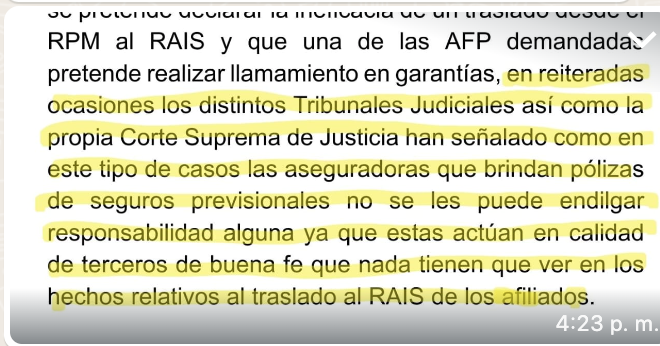 se pretende declarar la ineficacia de un traslado desde el
RPM al RAIS y que una de las AFP demandadas
pretende realizar llamamiento en garantías, en reiteradas
ocasiones los distintos Tribunales Judiciales así como la
propia Corte Suprema de Justicia han señalado como en
este tipo de casos las aseguradoras que brindan pólizas
de seguros previsionales no se les puede endilgar
responsabilidad alguna ya que estas actúan en calidad
de terceros de buena fe que nada tienen que ver en los
hechos relativos al traslado al RAIS de los afiliados.
4:23 p. m.